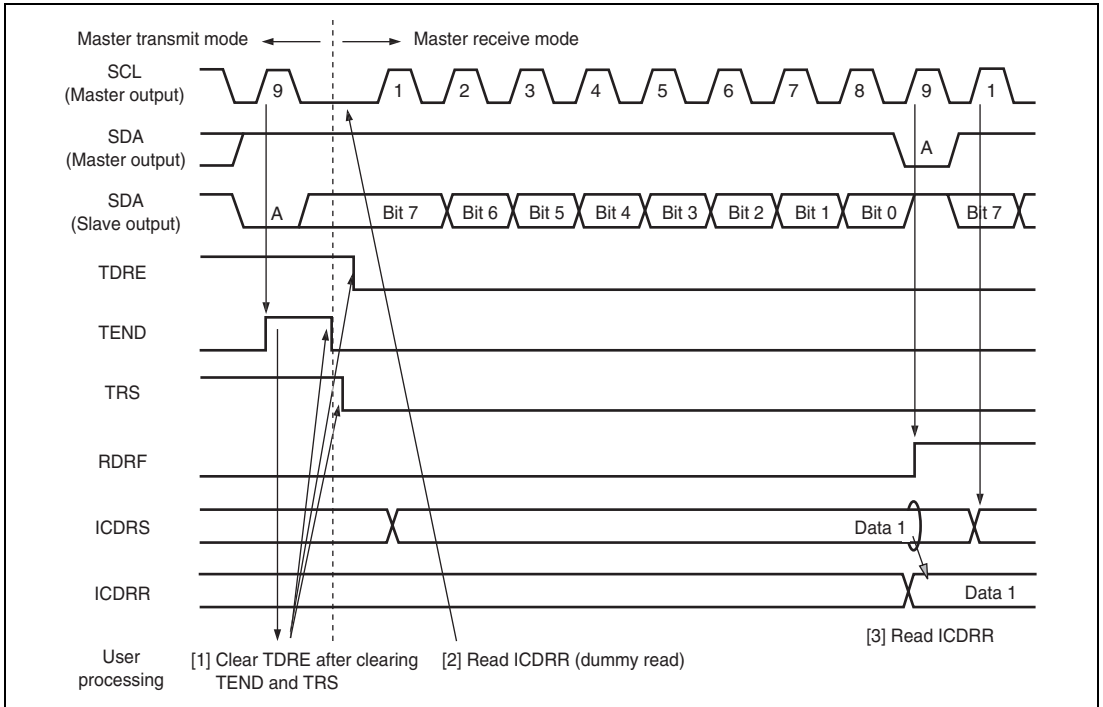 Master transmit mode Master receive mode
SCL
(Master output)
9 1 2 3 4 5 6 7 8 9 1
SDA
(Master output)
A
SDA
(Slave output)
A Bit 7 Bit 6 Bit 5 Bit 4 Bit 3 Bit 2 Bit 1 Bit 0 Bit 7
TDRE
TEND
TRS
RDRF
ICDRS
Data 1
ICDRR
Data 1
User
processing
[1] Clear TDRE after clearing
TEND and TRS
[2] Read ICDRR (dummy read)
[3] Read ICDRR